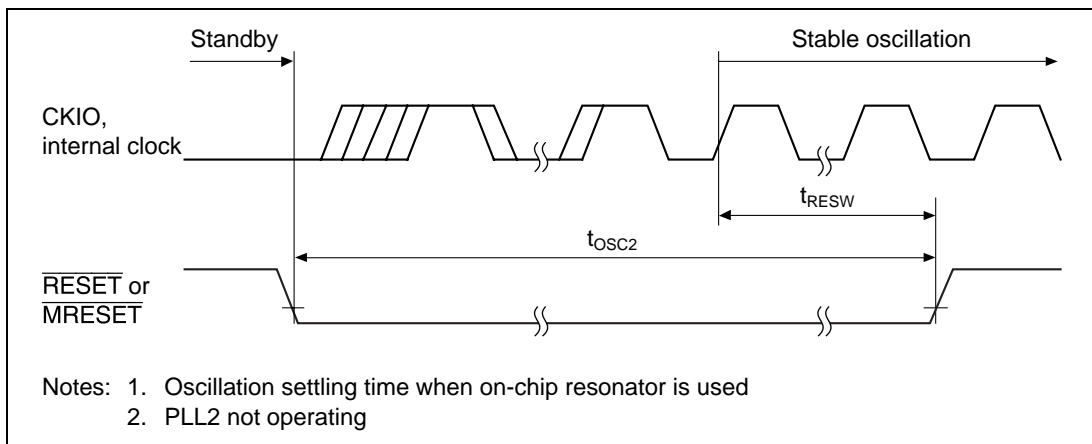 Standby
Stable oscillation
CKIO,
internal clock
tRESW
tOSC2
RESET or
MRESET
Notes: 1. Oscillation settling time when on-chip resonator is used
2. PLL2 not operating